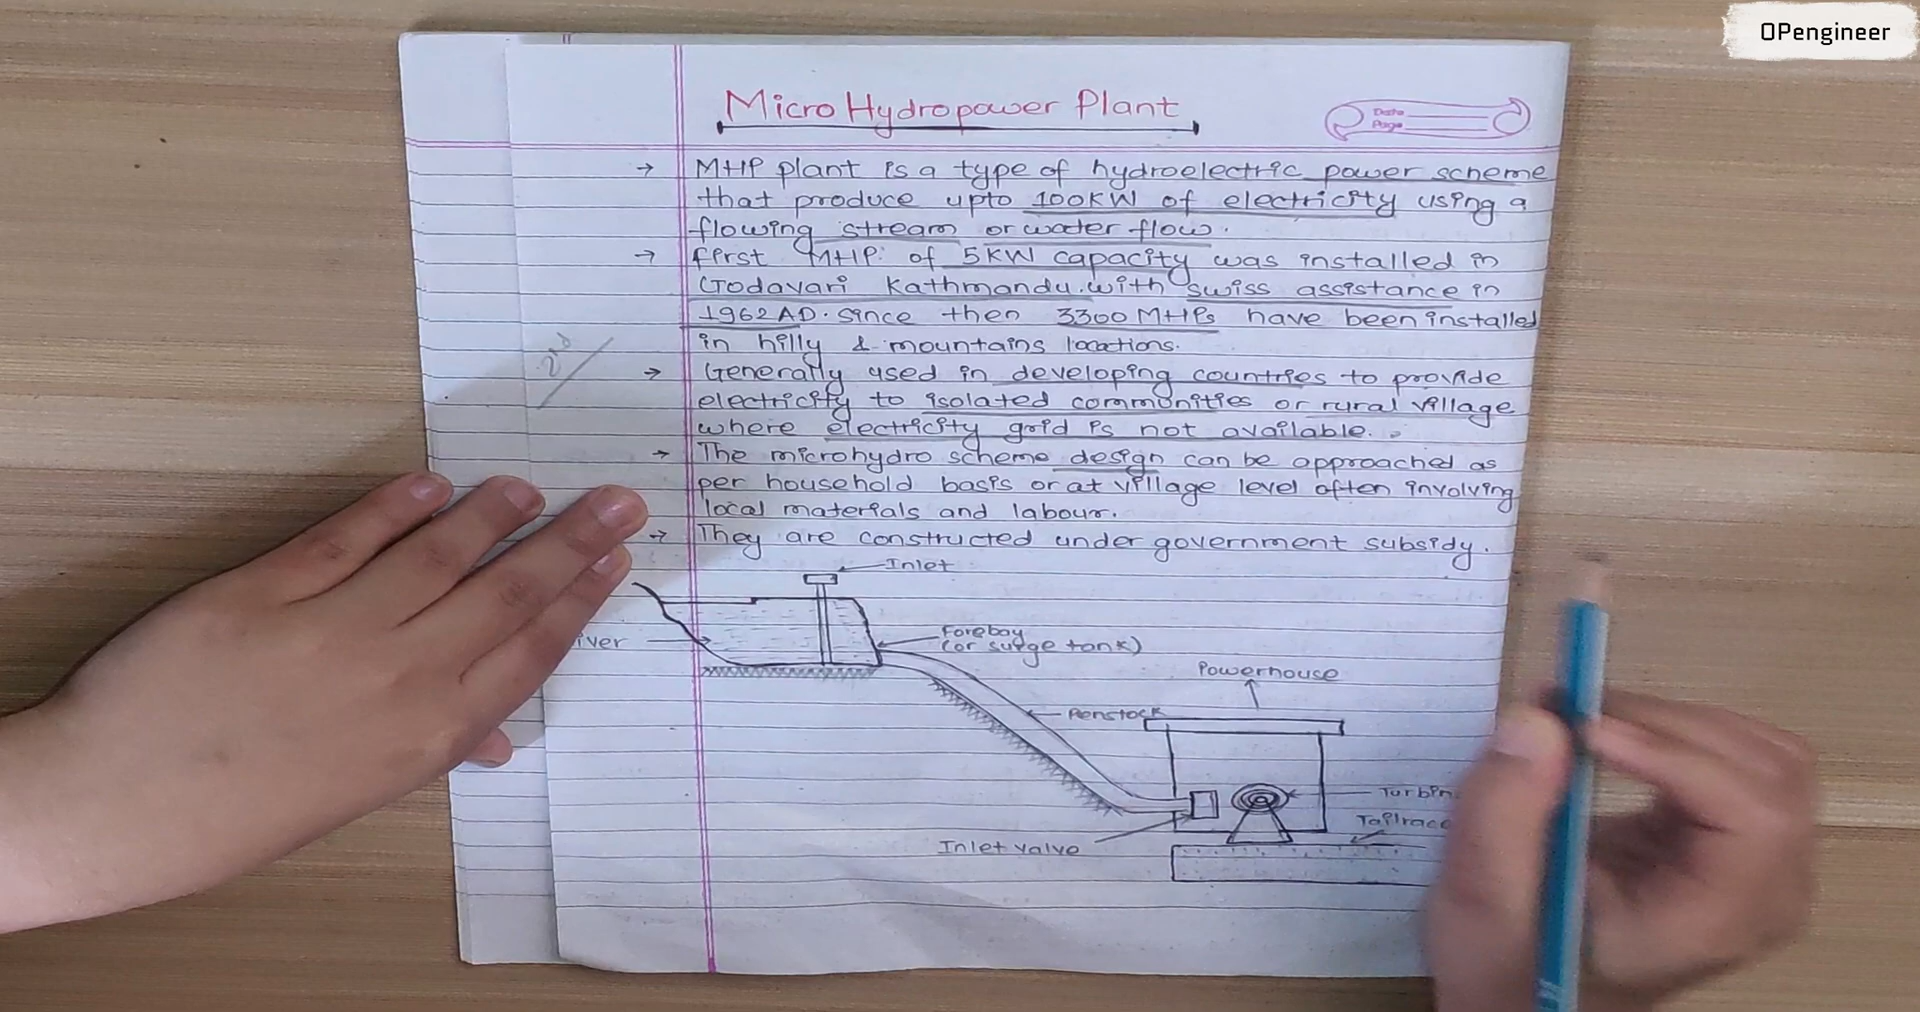 OPengineer
Micro Hydropower Plant
Date
Page
→ MHP plant is a type of hydroelectric power scheme
that produce upto 100KW of electricity using a
flowing stream or water flow.
→ first MHP of 5KW capacity was installed in
Godavari Kathmandu with swiss assistance in
1962AD. since then 3300 MHPs have been installed
in hilly & mountains locations.
2nd
→ Generally used in developing countries to provide
electricity to isolated communities or rural village
where electricity grid is not available.
→ The microhydro scheme design can be approached as
per household basis or at village level often involving
local materials and labour.
→ They are constructed under government subsidy.
Inlet
iver
Forebay
(or surge tank)
Powerhouse
Penstock
Turbin
Tailrac
Inlet valve